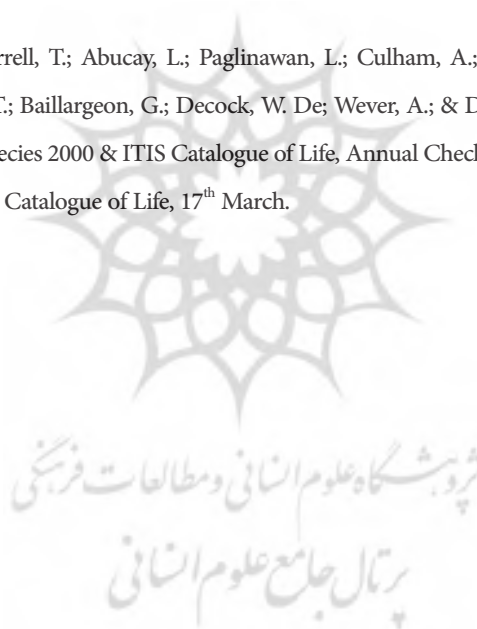 rrell, T.; Abucay, L.; Paglinawan, L.; Culham, A.;
T.; Baillargeon, G.; Decock, W. De; Wever, A.; & D
ecies 2000 & ITIS Catalogue of Life, Annual Check
Catalogue of Life, 17th March.
پژوهشگاه علوم انسانی و مطالعات فرهنگی
پرتال جامع علوم انسانی